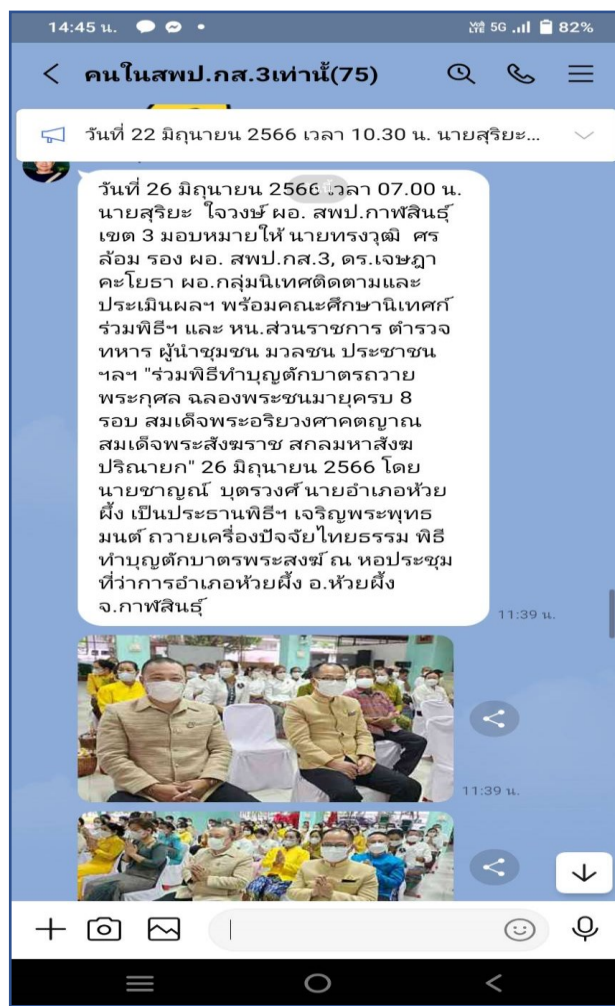 14:45 น.
VoLTE 5G 82%
คนในสพป.กส.3เท่านั้(75)
วันที่ 22 มิถุนายน 2566 เวลา 10.30 น. นายสุริยะ...
วันที่ 26 มิถุนายน 2566 เวลา 07.00 น.
นายสุริยะ ใจวงษ์ ผอ. สพป.กาฬสินธุ์
เขต 3 มอบหมายให้ นายทรงวุฒิ ศร
ล้อม รอง ผอ. สพป.กส.3, ดร.เจษฎา
คะโยธา ผอ.กลุ่มนิเทศติดตามและ
ประเมินผลฯ พร้อมคณะศึกษานิเทศก์
ร่วมพิธีฯ และ หน.ส่วนราชการ ตำรวจ
ทหาร ผู้นำชุมชน มวลชน ประชาชน
ฯลฯ "ร่วมพิธีทำบุญตักบาตรถวาย
พระกุศล ฉลองพระชนมายุครบ 8
รอบ สมเด็จพระอริยวงศาคตญาณ
สมเด็จพระสังฆราช สกลมหาสังฆ
ปริณายก" 26 มิถุนายน 2566 โดย
นายชาญณ์ บุตรวงศ์ นายอำเภอห้วย
ผึ้ง เป็นประธานพิธีฯ เจริญพระพุทธ
มนต์ ถวายเครื่องปัจจัยไทยธรรม พิธี
ทำบุญตักบาตรพระสงฆ์ ณ หอประชุม
ที่ว่าการอำเภอห้วยผึ้ง อ.ห้วยผึ้ง
จ.กาฬสินธุ์
11:39 น.
11:39 น.